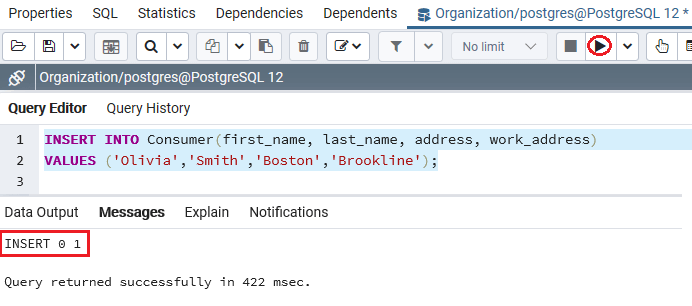 Properties SQL Statistics Dependencies Dependents Organization/postgres@PostgreSQL 12 *
No limit
Organization/postgres@PostgreSQL 12
Query Editor Query History
1 INSERT INTO Consumer(first_name, last_name, address, work_address)
2 VALUES ('Olivia','Smith','Boston','Brookline');
3
Data Output Messages Explain Notifications
INSERT 0 1
Query returned successfully in 422 msec.